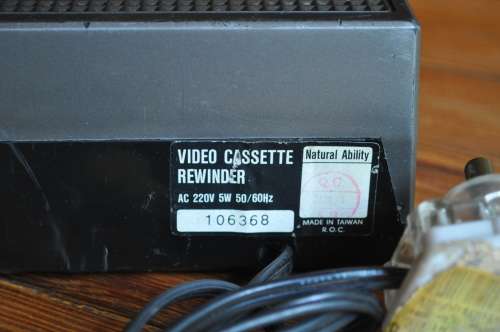 VIDEO CASSETTE
REWINDER
AC 220V 5W 50/60Hz
106368
Natural Ability
MADE IN TAIWAN
R.O.C.